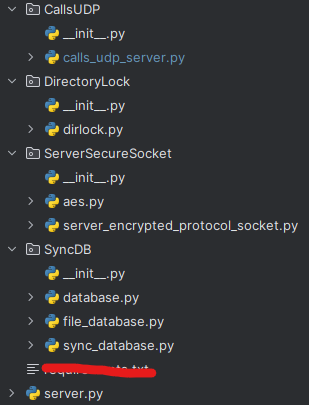 CallsUDP
__init__.py
calls_udp_server.py
DirectoryLock
__init__.py
dirlock.py
ServerSecureSocket
__init__.py
aes.py
server_encrypted_protocol_socket.py
SyncDB
__init__.py
database.py
file_database.py
sync_database.py
server.py